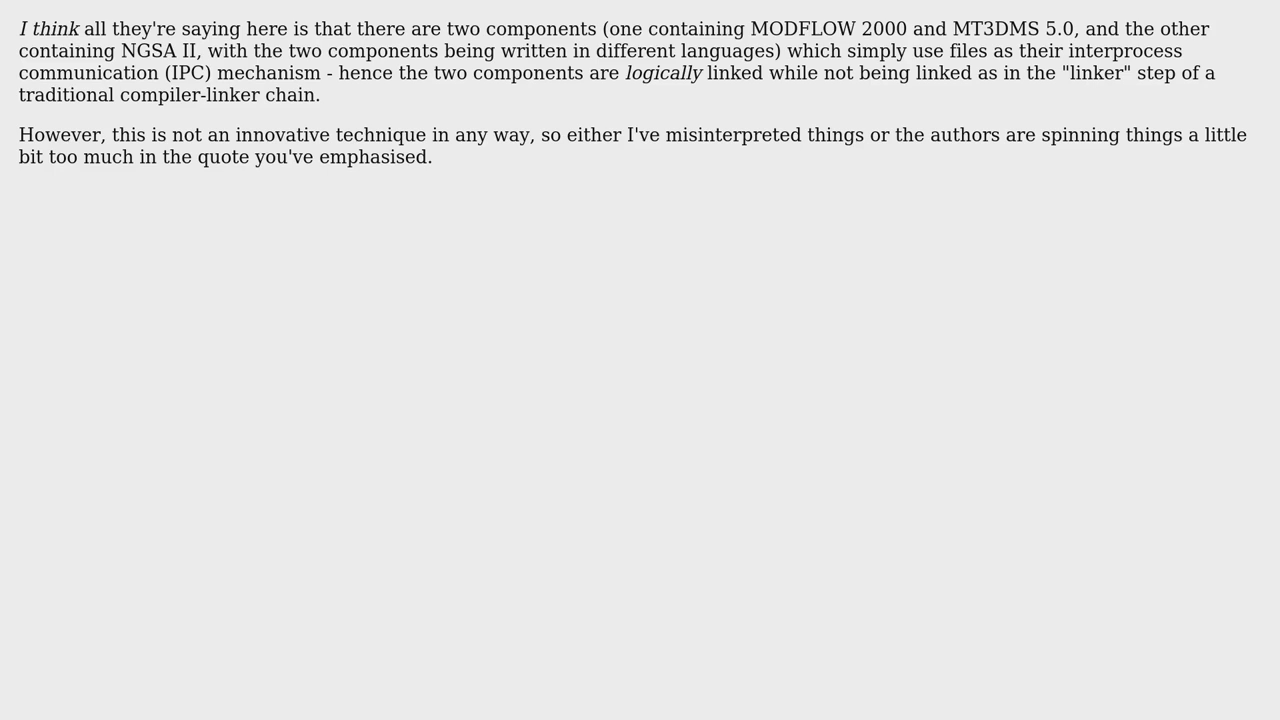 I think all they're saying here is that there are two components (one containing MODFLOW 2000 and MT3DMS 5.0, and the other
containing NGSA II, with the two components being written in different languages) which simply use files as their interprocess
communication (IPC) mechanism - hence the two components are logically linked while not being linked as in the "linker" step of a
traditional compiler-linker chain.
However, this is not an innovative technique in any way, so either I've misinterpreted things or the authors are spinning things a little
bit too much in the quote you've emphasised.